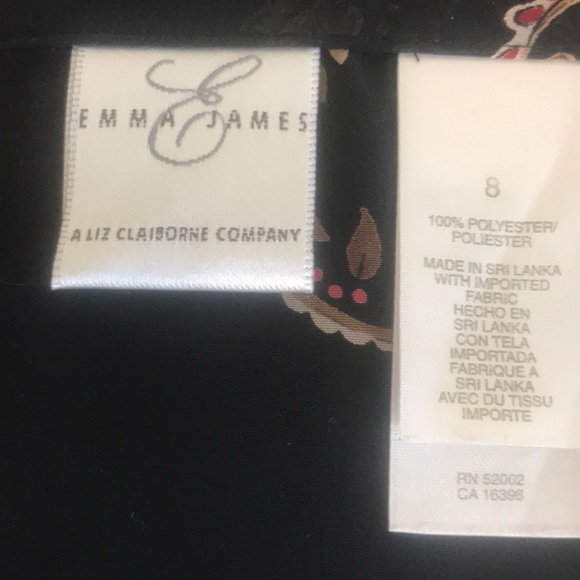 E
EMMA JAMES
A LIZ CLAIBORNE COMPANY
8
100% POLYESTER/
POLIESTER
MADE IN SRI LANKA
WITH IMPORTED
FABRIC
HECHO EN
SRI LANKA
CON TELA
IMPORTADA
FABRIQUE A
SRI LANKA
AVEC DU TISSU
IMPORTE
RN 52002
CA 16396